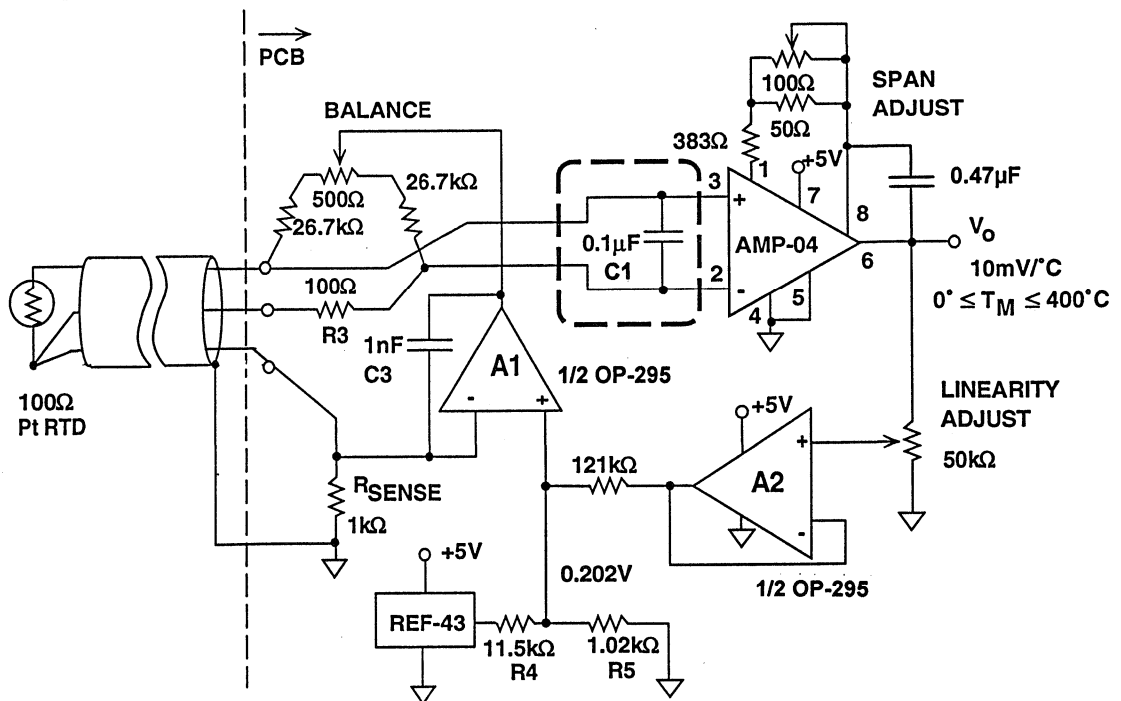 PCB
BALANCE
500Ω
26.7kΩ
26.7kΩ
100Ω
R3
1nF
C3
A1
-
+
1/2 OP-295
0.1µF
C1
383Ω
100Ω
50Ω
SPAN
ADJUST
+5V
1
3
+
7
8
AMP-04
2
-
4
5
6
0.47µF
Vo
10mV/°C
0° ≤ TM ≤ 400°C
100Ω
Pt RTD
RSENSE
1kΩ
121kΩ
+5V
+
A2
-
1/2 OP-295
LINEARITY
ADJUST
50kΩ
+5V
0.202V
REF-43
11.5kΩ
R4
1.02kΩ
R5